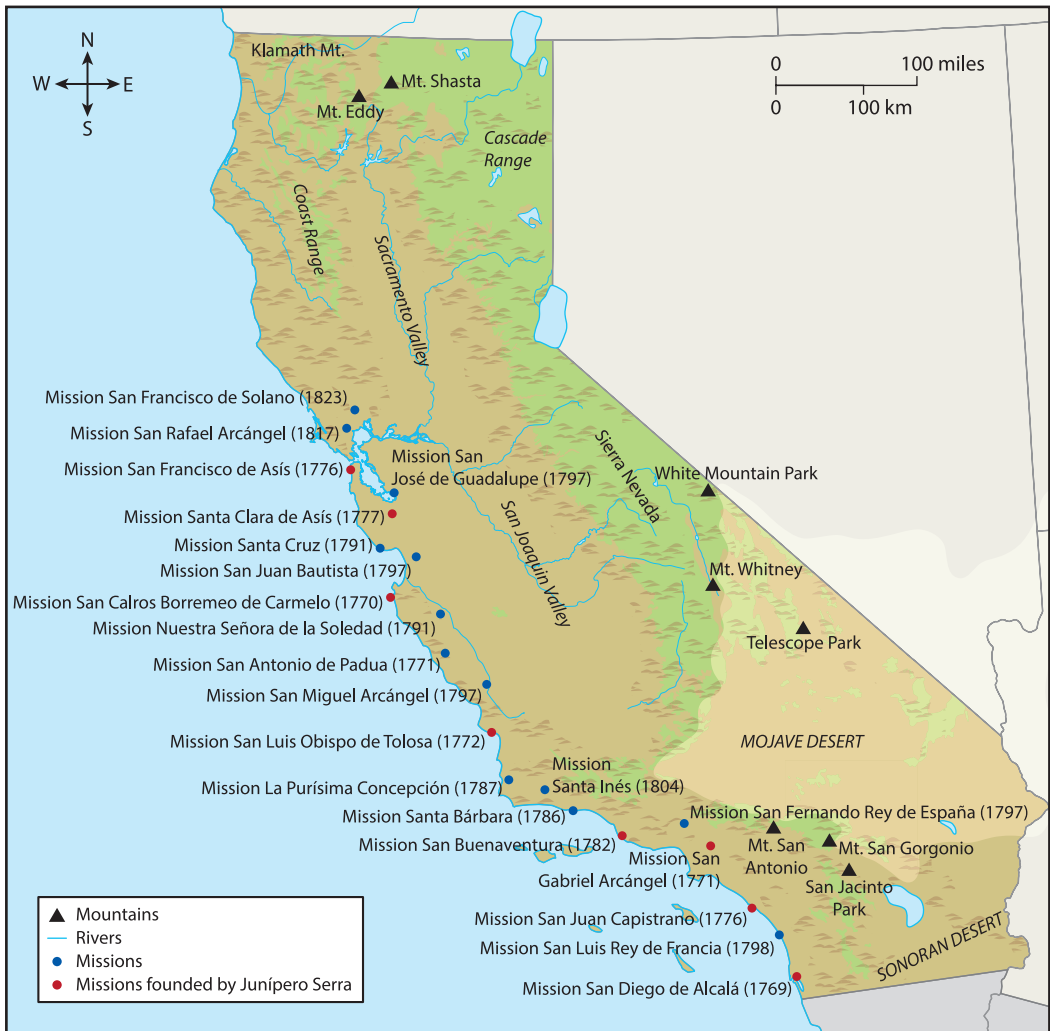 N
W
E
S
0
100 miles
0
100 km
Klamath Mt.
Mt. Shasta
Mt. Eddy
Cascade
Range
Coast Range
Sacramento Valley
Mission San Francisco de Solano (1823)
Mission San Rafael Arcángel (1817)
Mission San Francisco de Asís (1776)
Mission San
José de Guadalupe (1797)
Sierra Nevada
White Mountain Park
Mission Santa Clara de Asís (1777)
San Joaquin Valley
Mission Santa Cruz (1791)
Mission San Juan Bautista (1797)
Mt. Whitney
Mission San Calros Borremeo de Carmelo (1770)
Mission Nuestra Señora de la Soledad (1791)
Telescope Park
Mission San Antonio de Padua (1771)
Mission San Miguel Arcángel (1797)
Mission San Luis Obispo de Tolosa (1772)
MOJAVE DESERT
Mission La Purísima Concepción (1787)
Mission
Santa Inés (1804)
Mission Santa Bárbara (1786)
Mission San Fernando Rey de España (1797)
Mission San Buenaventura (1782)
Mission San
Gabriel Arcángel (1771)
Mt. San
Antonio
Mt. San Gorgonio
San Jacinto
Park
Mission San Juan Capistrano (1776)
Mission San Luis Rey de Francia (1798)
SONORAN DESERT
Mission San Diego de Alcalá (1769)
Mountains
Rivers
Missions
Missions founded by Junípero Serra